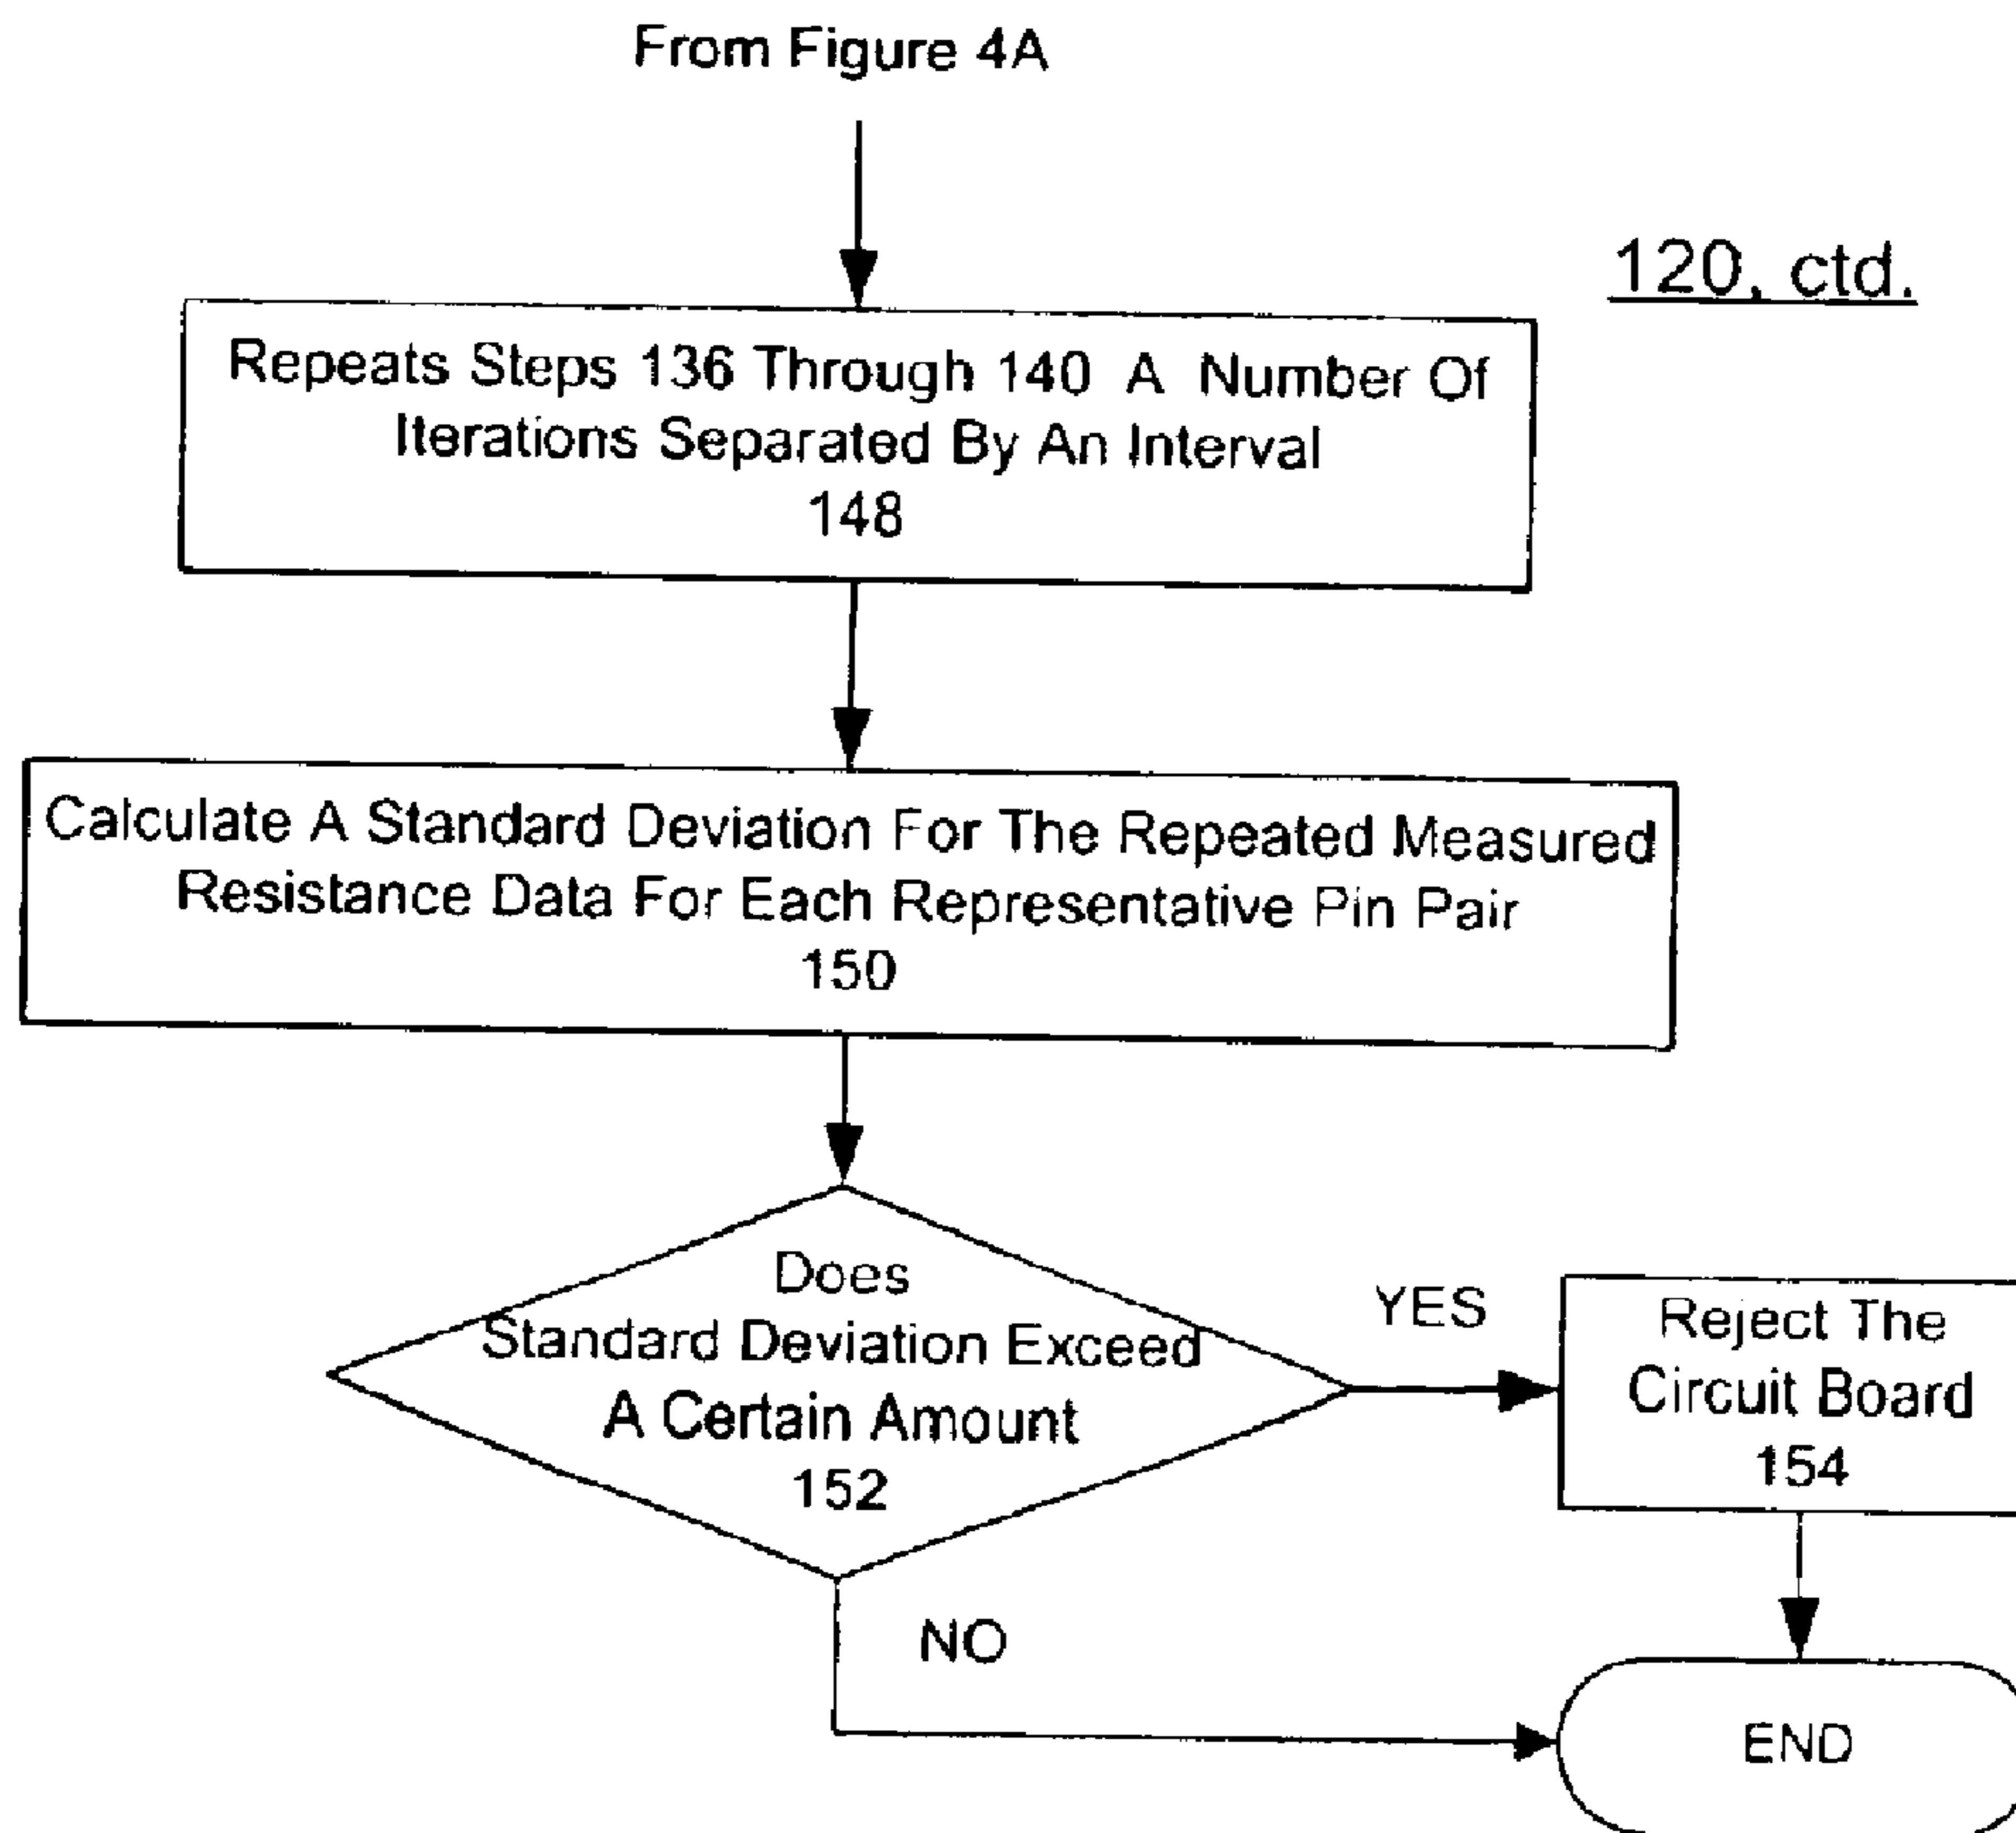 From Figure 4A
120, ctd.
Repeats Steps 136 Through 140 A Number Of
Iterations Separated By An Interval
148
Calculate A Standard Deviation For The Repeated Measured
Resistance Data For Each Representative Pin Pair
150
Does
Standard Deviation Exceed
A Certain Amount
152
YES
Reject The
Circuit Board
154
NO
END